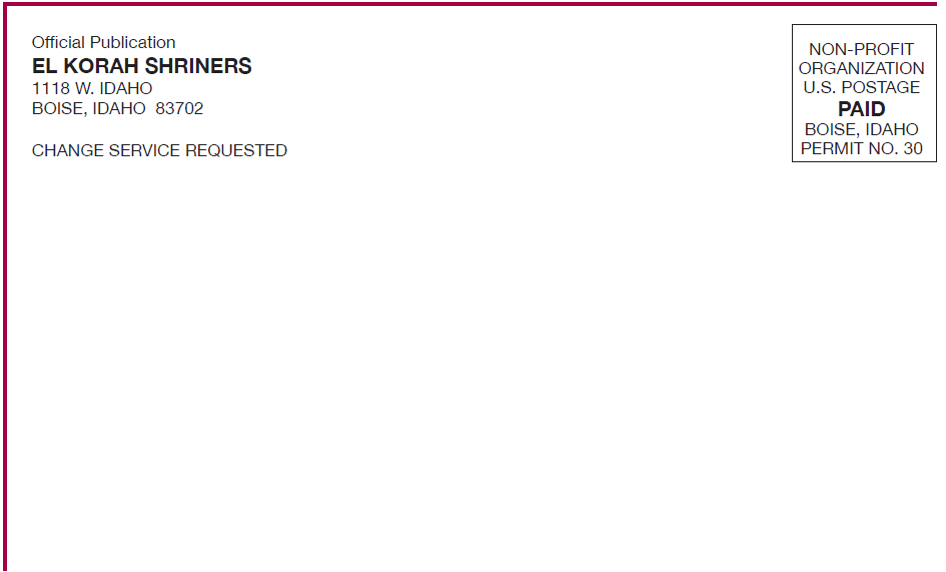 Official Publication
EL KORAH SHRINERS
1118 W. IDAHO
BOISE, IDAHO  83702
CHANGE SERVICE REQUESTED
NON-PROFIT
ORGANIZATION
U.S. POSTAGE
PAID
BOISE, IDAHO
PERMIT NO. 30